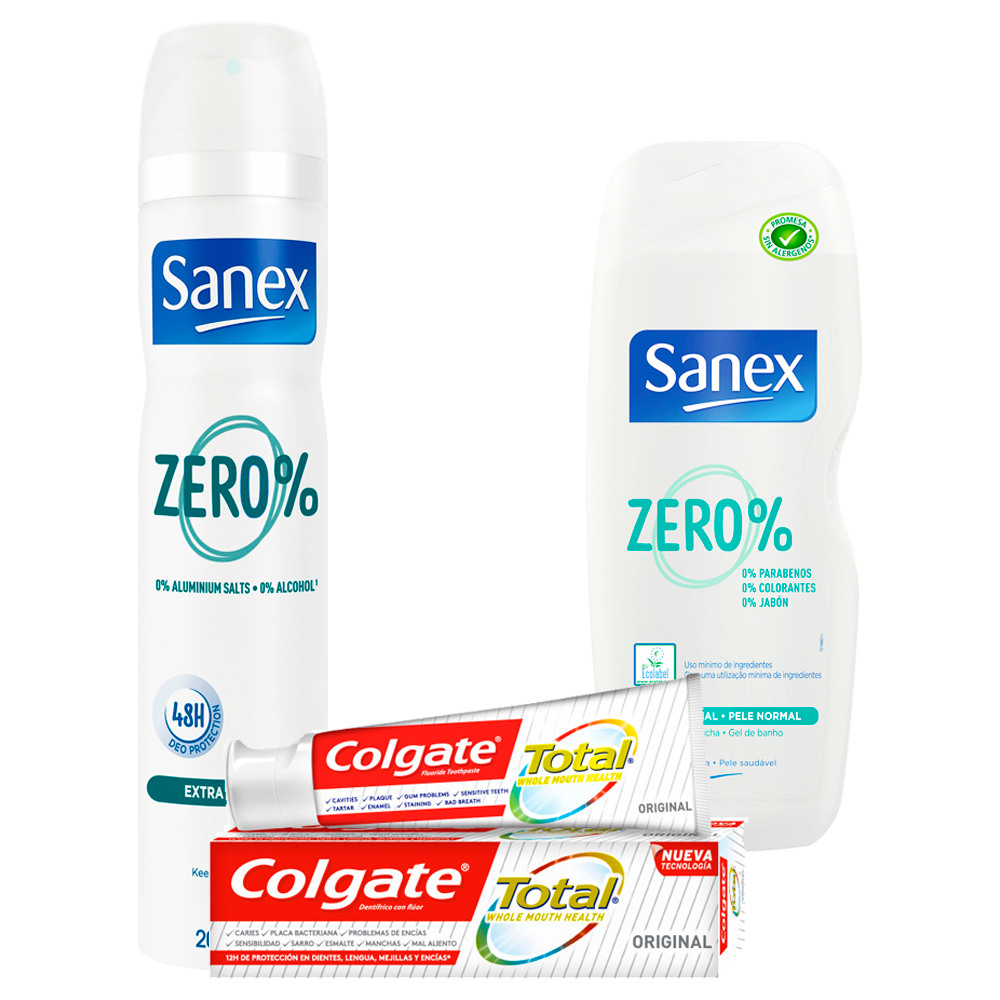 Sanex
ZERO%
0% ALUMINIUM SALTS • 0% ALCOHOL¹
48H
DEO PROTECTION
EXTRA
PROMESA
SIN ALERGENOS*
Sanex
ZERO%
0% PARABENOS
0% COLORANTES
0% JABÓN
Ecolabel
Uso mínimo de ingredientes
uma utilização mínima de ingredientes
• PELE NORMAL
• Gel de banho
• Pele saudável
Colgate®
Fluoride Toothpaste
Total®
WHOLE MOUTH HEALTH
✓CAVITIES ✓PLAQUE ✓GUM PROBLEMS ✓SENSITIVE TEETH
✓TARTAR ✓ENAMEL ✓STAINING ✓BAD BREATH
ORIGINAL
Colgate®
Dentífrico con flúor
Total®
WHOLE MOUTH HEALTH
NUEVA
TECNOLOGÍA
✓CARIES ✓PLACA BACTERIANA ✓PROBLEMAS DE ENCÍAS
✓SENSIBILIDAD ✓SARRO ✓ESMALTE ✓MANCHAS ✓MAL ALIENTO
12H DE PROTECCIÓN EN DIENTES, LENGUA, MEJILLAS Y ENCÍAS*
ORIGINAL
Colgate